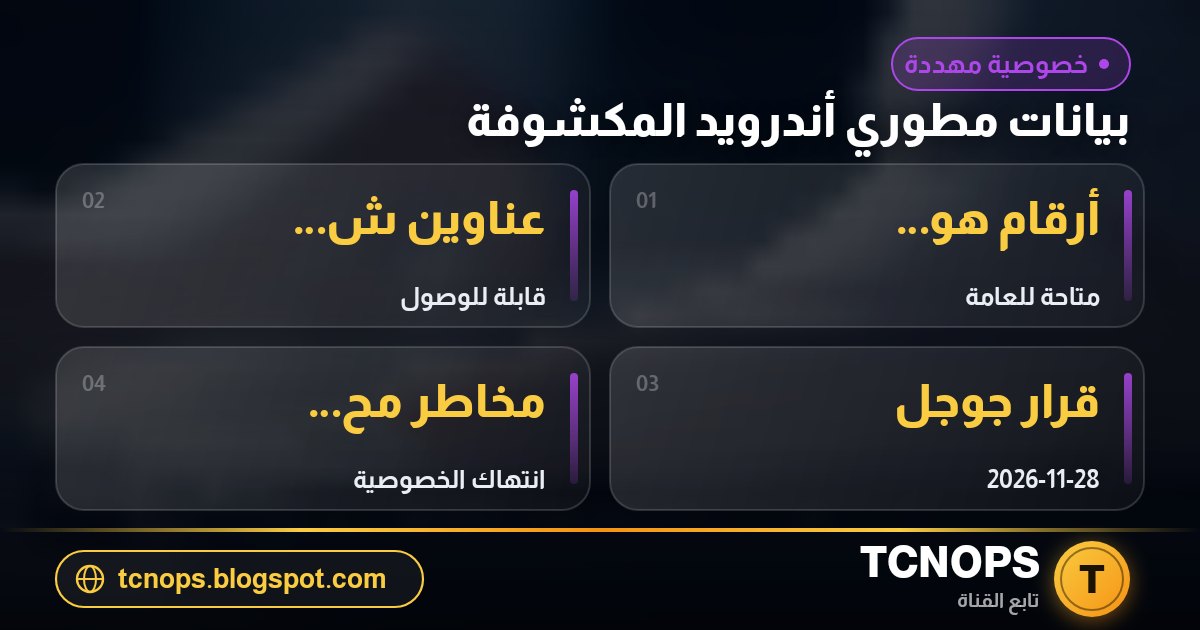 • خصوصية مهددة
بيانات مطوري أندرويد المكشوفة
01
أرقام هو...
متاحة للعامة
02
عناوين ش...
قابلة للوصول
03
قرار جوجل
2026-11-28
04
مخاطر مح...
انتهاك الخصوصية
T
TCNOPS
تابع القناة
tcnops.blogspot.com